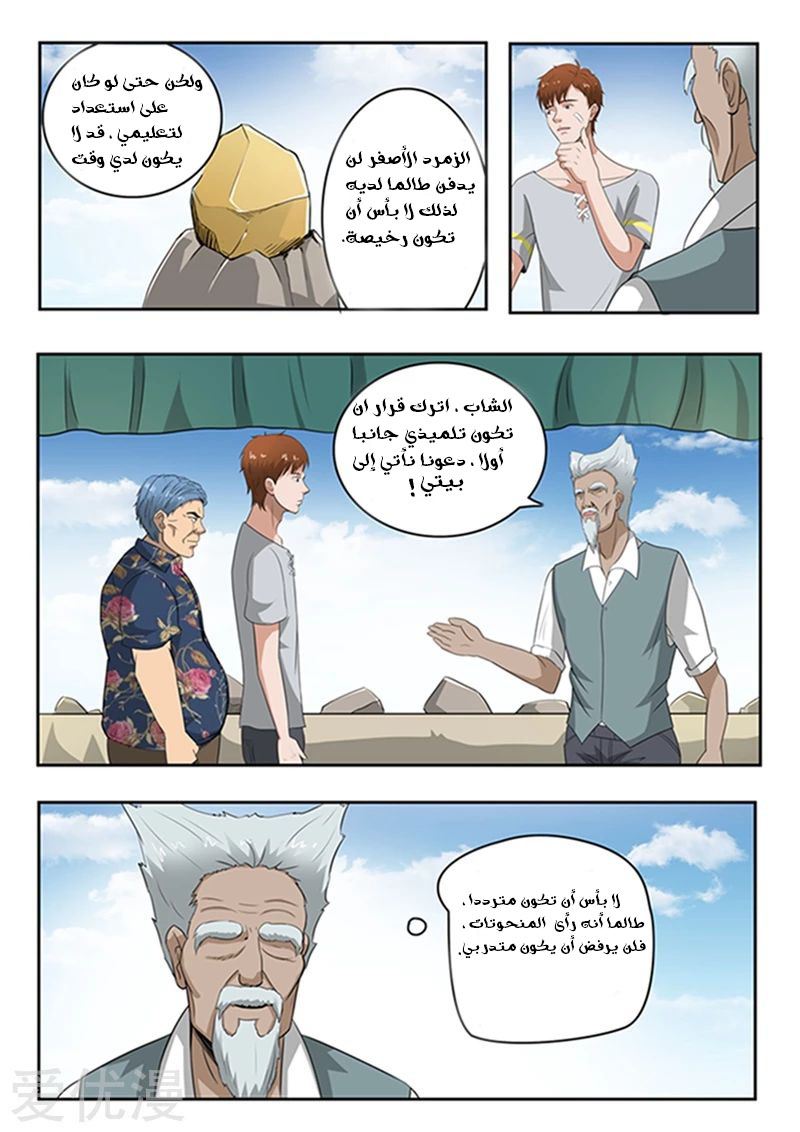 الزمرد الأصفر لن
يدفن طالما لديه
لذلك لا بأس أن
تكون رخيصة.
ولكن حتى لو كان
على استعداد
لتعليمي، قد لا
يكون لدي وقت
الشاب، اترك قرار ان
تكون تلميذي جانبا
أولا، دعونا نأتي إلى
بيتي!
لا بأس أن تكون مترددا،
طالما أنه رأى المنحوتات،
فلن يرفض أن يكون متدربي.
爱优漫